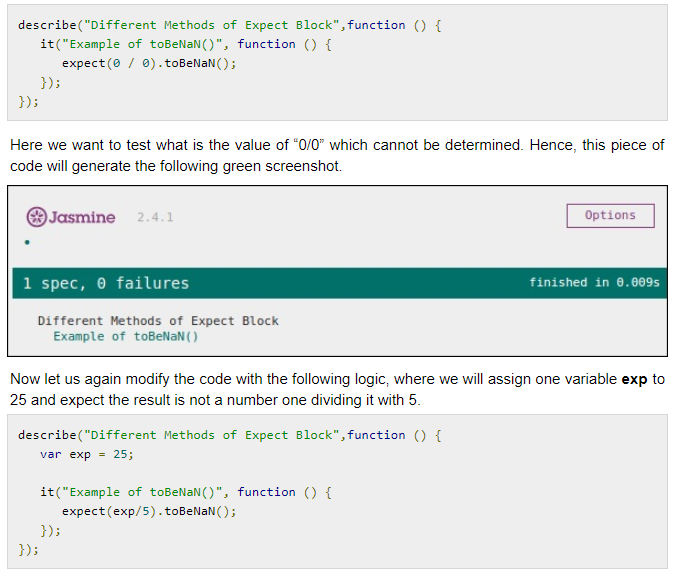 describe("Different Methods of Expect Block",function () {
   it("Example of toBeNaN()", function () {
      expect(0 / 0).toBeNaN();
   });
});
Here we want to test what is the value of “0/0” which cannot be determined. Hence, this piece of
code will generate the following green screenshot.
Jasmine 2.4.1 Options
•
1 spec, 0 failures finished in 0.009s
Different Methods of Expect Block
Example of toBeNaN()
Now let us again modify the code with the following logic, where we will assign one variable exp to
25 and expect the result is not a number one dividing it with 5.
describe("Different Methods of Expect Block",function () {
   var exp = 25;
   it("Example of toBeNaN()", function () {
      expect(exp/5).toBeNaN();
   });
});